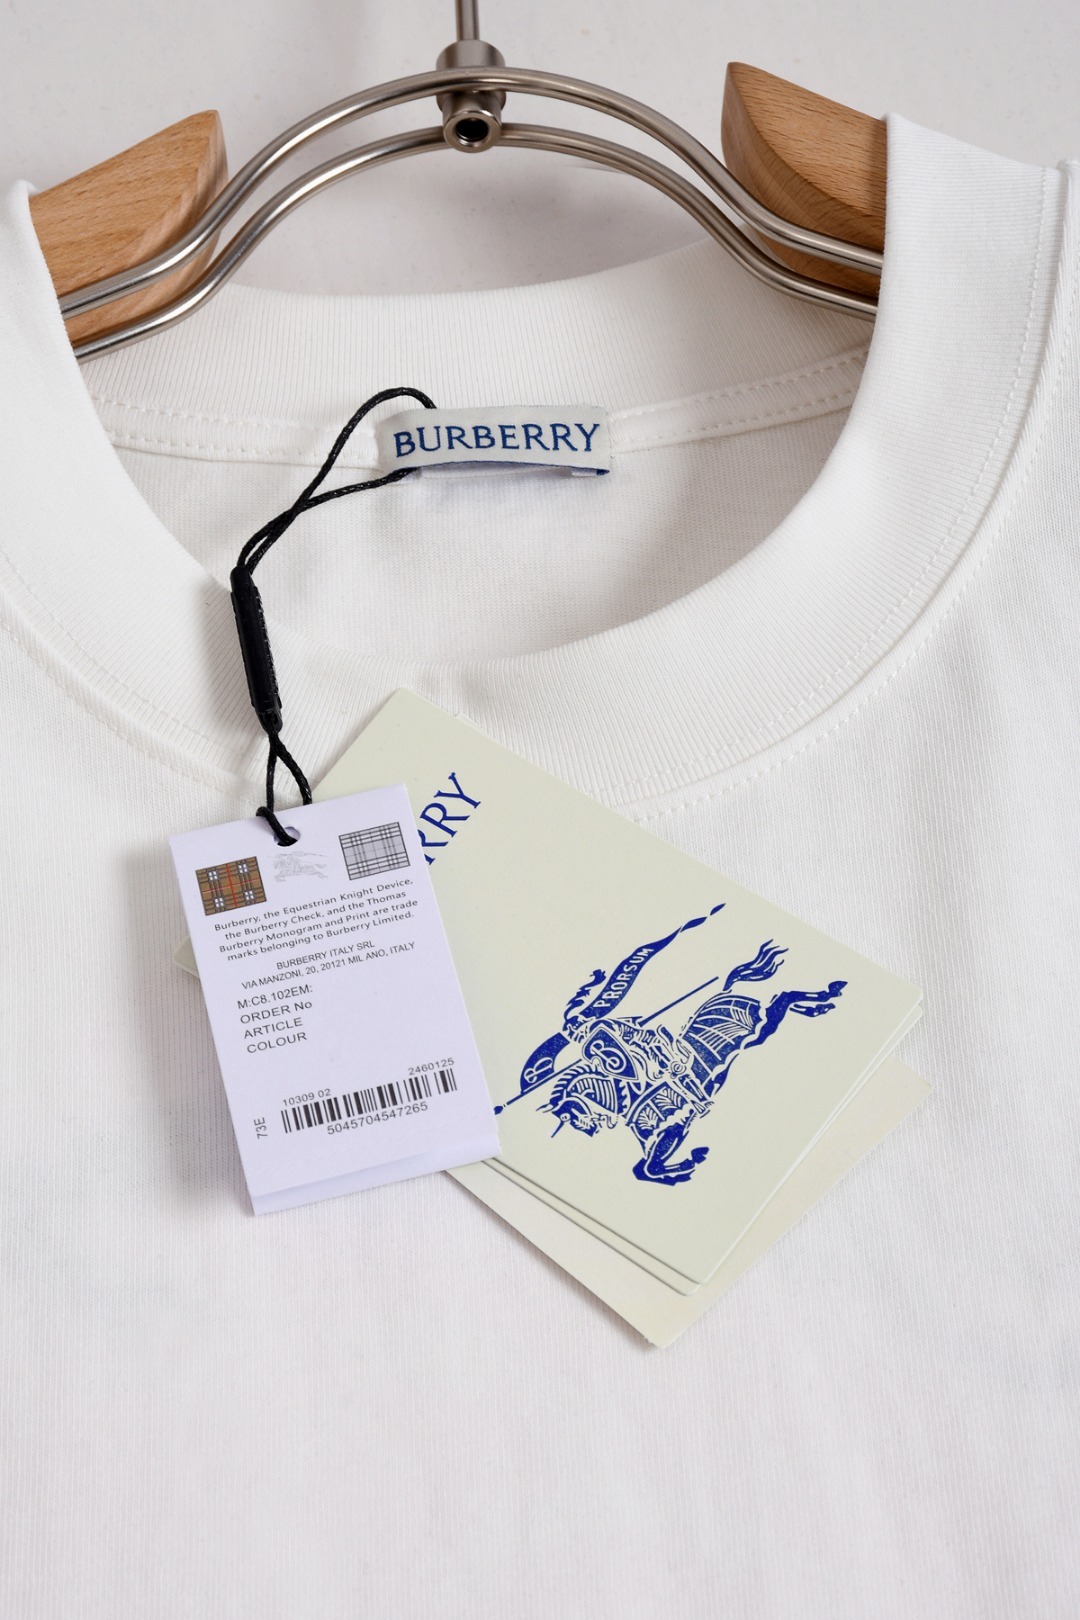 BURBERRY
RRY
PRORSUM
B
B
Burberry, the Equestrian Knight Device,
the Burberry Check, and the Thomas
Burberry Monogram and Print are trade
marks belonging to Burberry Limited.
BURBERRY ITALY SRL
VIA MANZONI, 20, 20121 MIL ANO, ITALY
M:C8.102EM:
ORDER No
ARTICLE
COLOUR
10309 02 2460125
73E
5045704547265